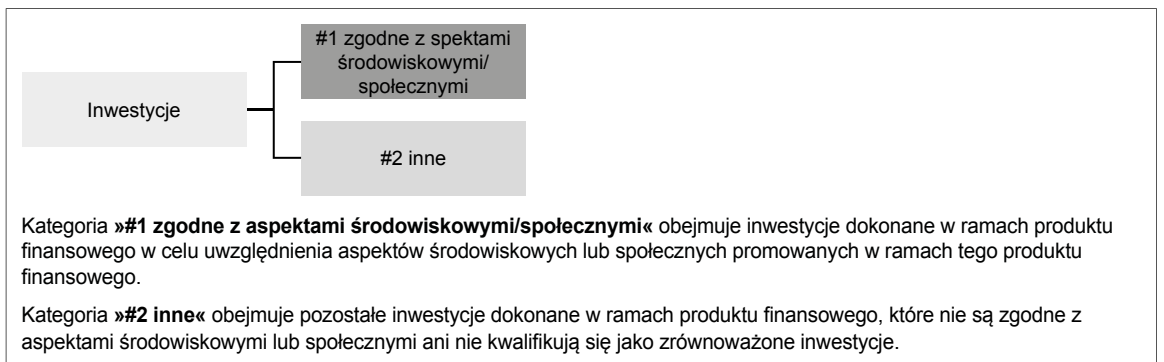 #1 zgodne z spektami
środowiskowymi/
społecznymi
Inwestycje
#2 inne
Kategoria »#1 zgodne z aspektami środowiskowymi/społecznymi« obejmuje inwestycje dokonane w ramach produktu
finansowego w celu uwzględnienia aspektów środowiskowych lub społecznych promowanych w ramach tego produktu
finansowego.
Kategoria »#2 inne« obejmuje pozostałe inwestycje dokonane w ramach produktu finansowego, które nie są zgodne z
aspektami środowiskowymi lub społecznymi ani nie kwalifikują się jako zrównoważone inwestycje.